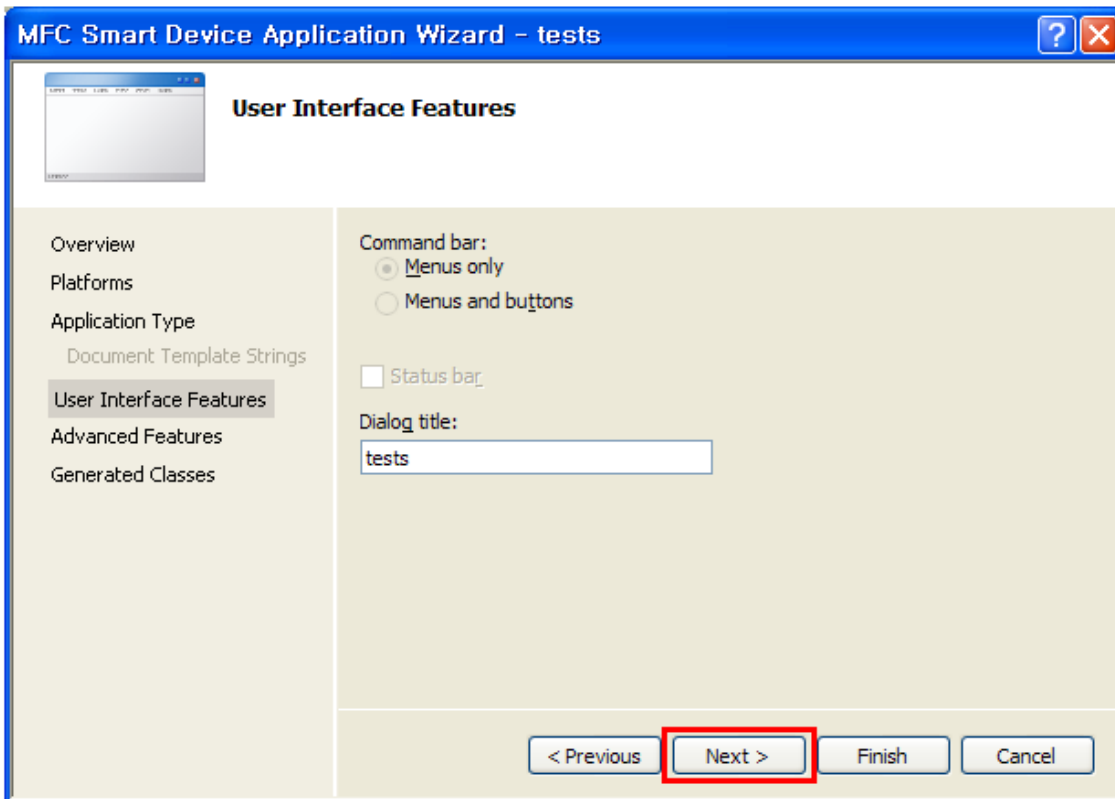 MFC Smart Device Application Wizard - tests
User Interface Features
Overview
Platforms
Application Type
Document Template Strings
User Interface Features
Advanced Features
Generated Classes
Command bar:
Menus only
Menus and buttons
Status bar
Dialog title:
tests
< Previous
Next >
Finish
Cancel